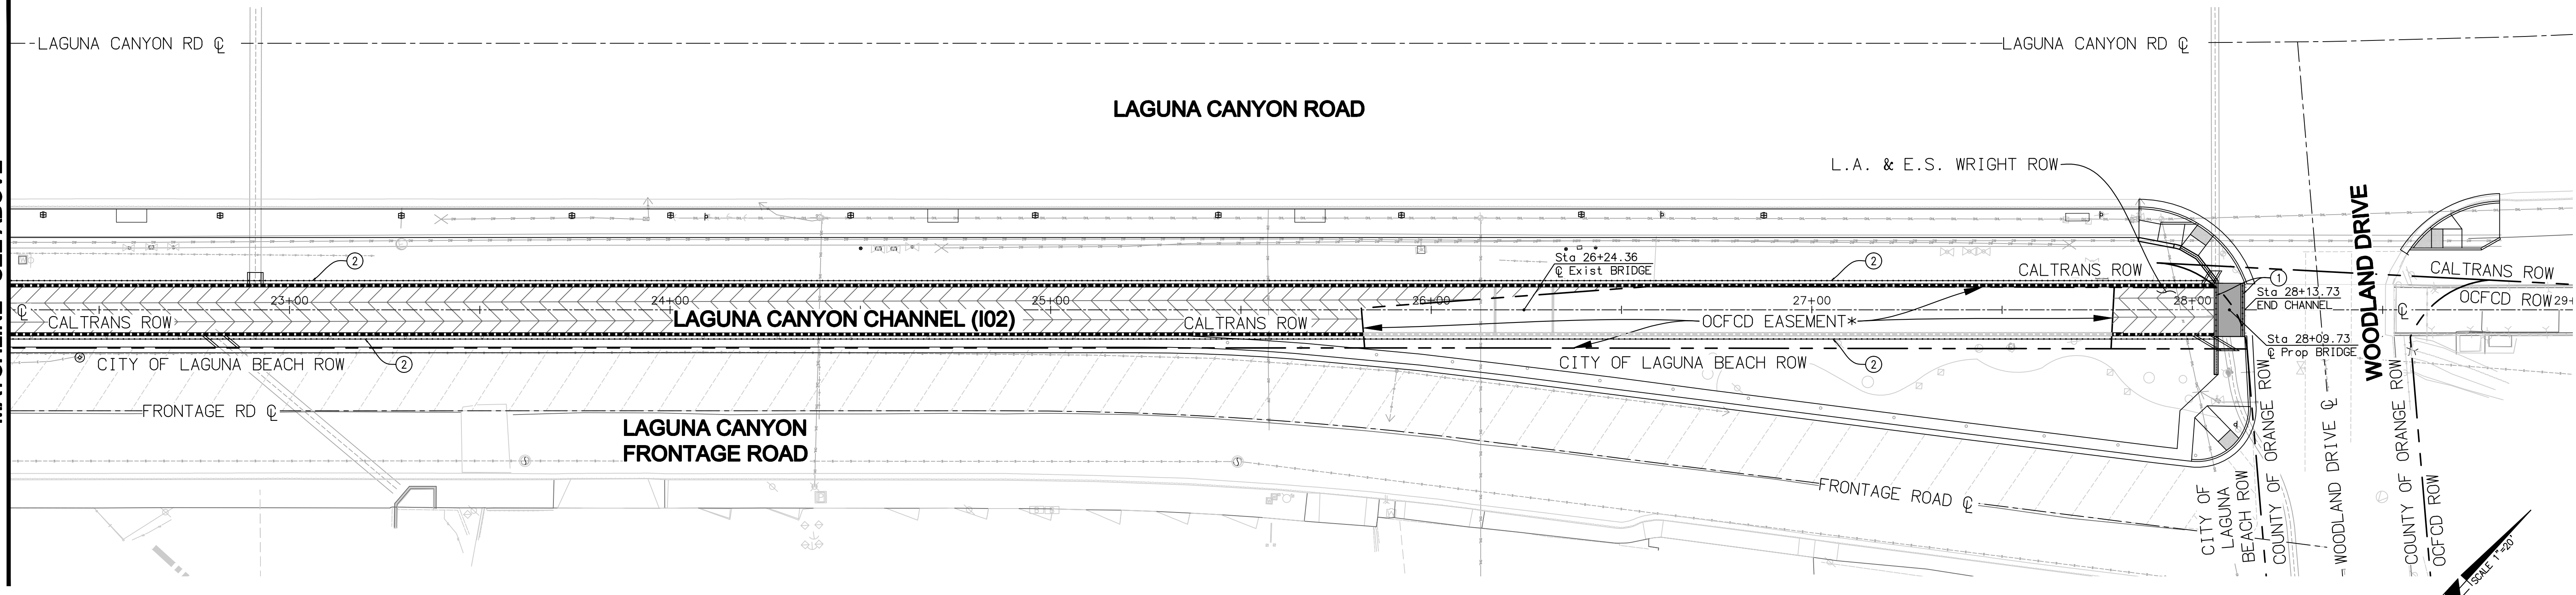 LAGUNA CANYON RD ℄
LAGUNA CANYON RD ℄
LAGUNA CANYON ROAD
L.A. & E.S. WRIGHT ROW
WOODLAND DRIVE
2
Sta 26+24.36
℄ Exist BRIDGE
2
CALTRANS ROW
1
CALTRANS ROW
Sta 28+13.73
END CHANNEL
OCFCD ROW
23+00
24+00
25+00
26+00
27+00
28+00
29+
℄
CALTRANS ROW
LAGUNA CANYON CHANNEL (I02)
CALTRANS ROW
OCFCD EASEMENT*
℄
Sta 28+09.73
℄ Prop BRIDGE
CITY OF LAGUNA BEACH ROW
2
CITY OF LAGUNA BEACH ROW
2
FRONTAGE RD ℄
LAGUNA CANYON
FRONTAGE ROAD
FRONTAGE ROAD ℄
CITY OF
LAGUNA
BEACH ROW
COUNTY OF ORANGE ROW
WOODLAND DRIVE ℄
COUNTY OF ORANGE ROW
OCFCD ROW
SCALE 1"=20'